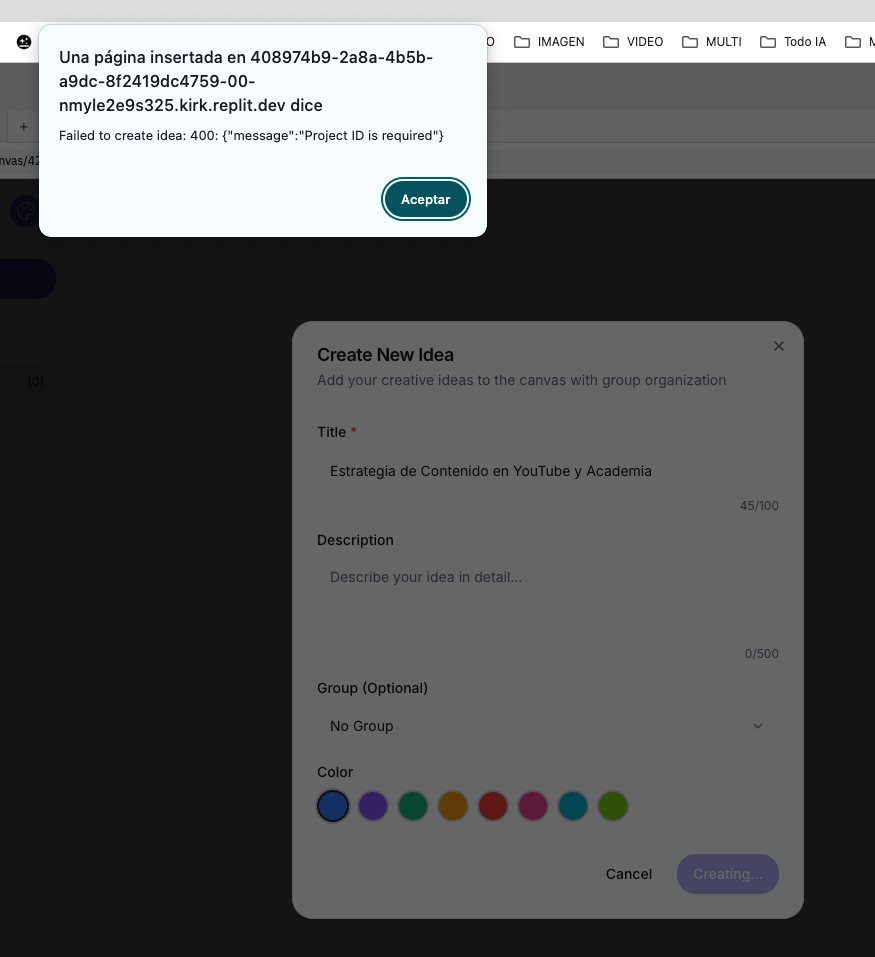 IMAGEN
VIDEO
MULTI
Todo IA
Una página insertada en 408974b9-2a8a-4b5b-
a9dc-8f2419dc4759-00-
nmyle2e9s325.kirk.replit.dev dice
Failed to create idea: 400: {"message":"Project ID is required"}
Aceptar
+
nvas/42
(0)
Create New Idea
Add your creative ideas to the canvas with group organization
Title *
Estrategia de Contenido en YouTube y Academia
45/100
Description
Describe your idea in detail...
0/500
Group (Optional)
No Group
Color
Cancel
Creating...